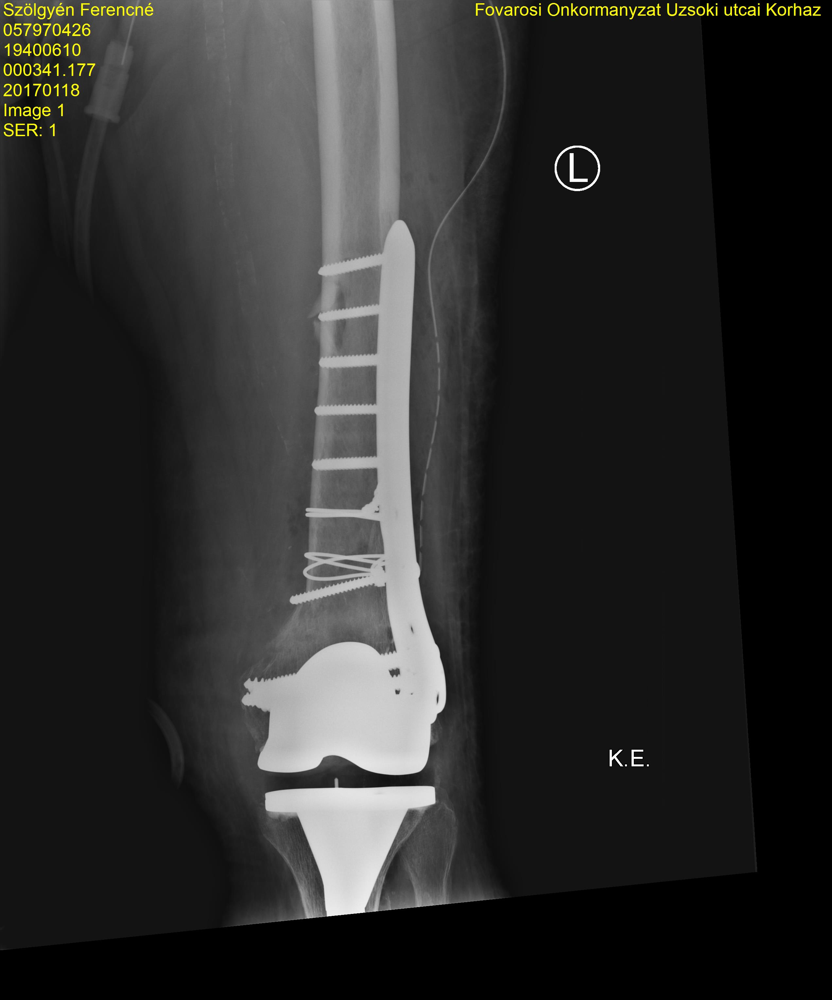 Szölgyén Ferencné
057970426
19400610
000341.177
20170118
Image 1
SER: 1
Fovarosi Onkormanyzat Uzsoki utcai Korhaz
L
K.E.